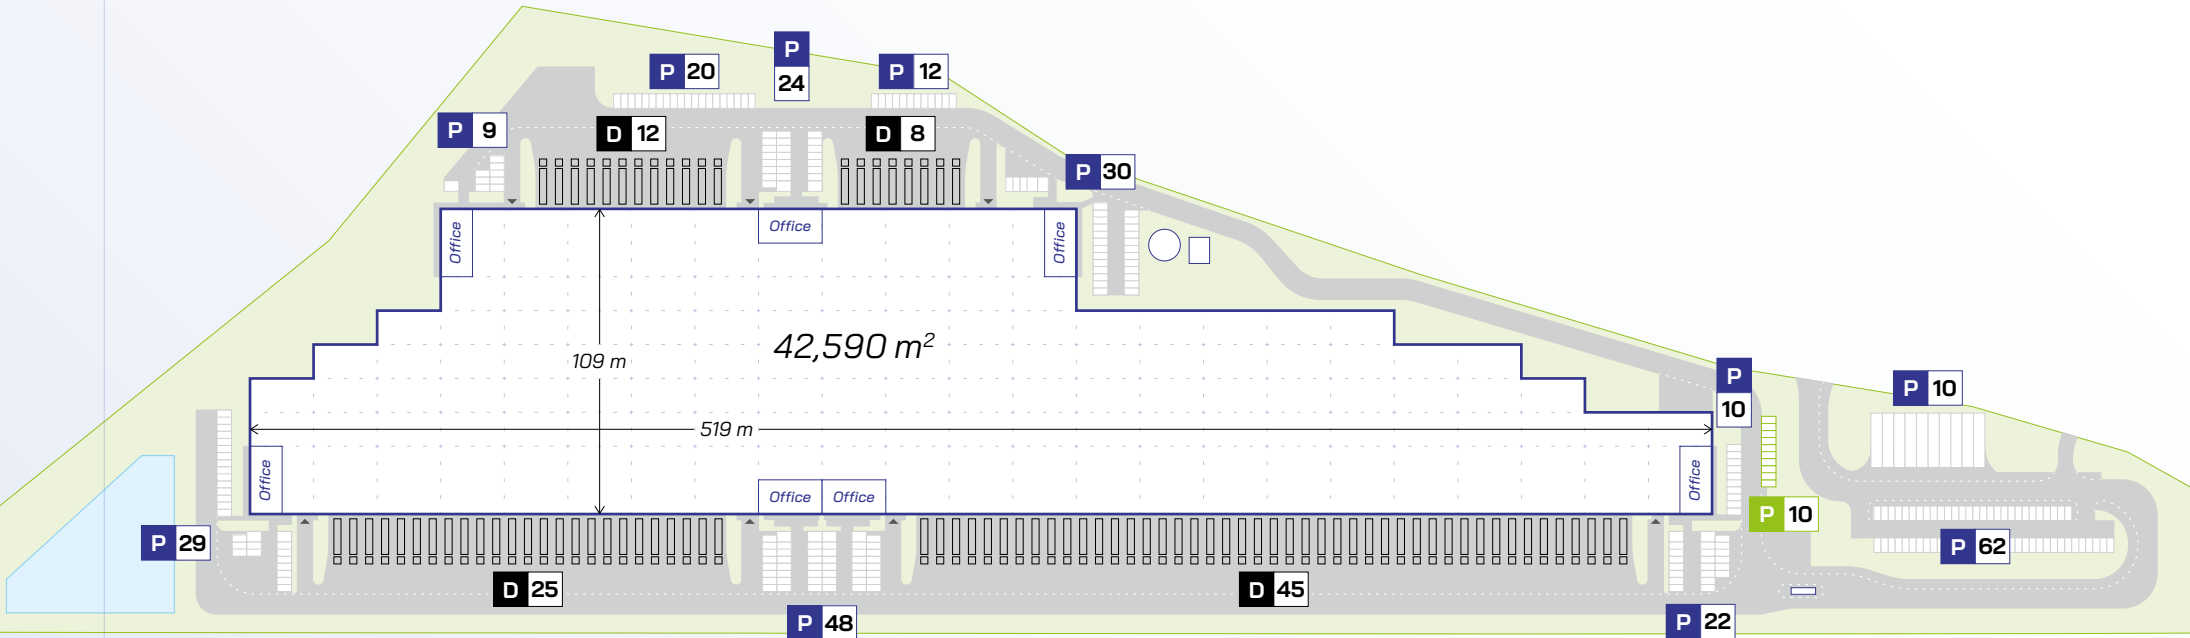 P
24
P 20
P 12
P 9
D 12
D 8
P 30
Office
Office
Office
42,590 m²
109 m
P
10
P 10
519 m
Office
Office
Office
Office
P 10
P 29
P 62
D 25
D 45
P 48
P 22